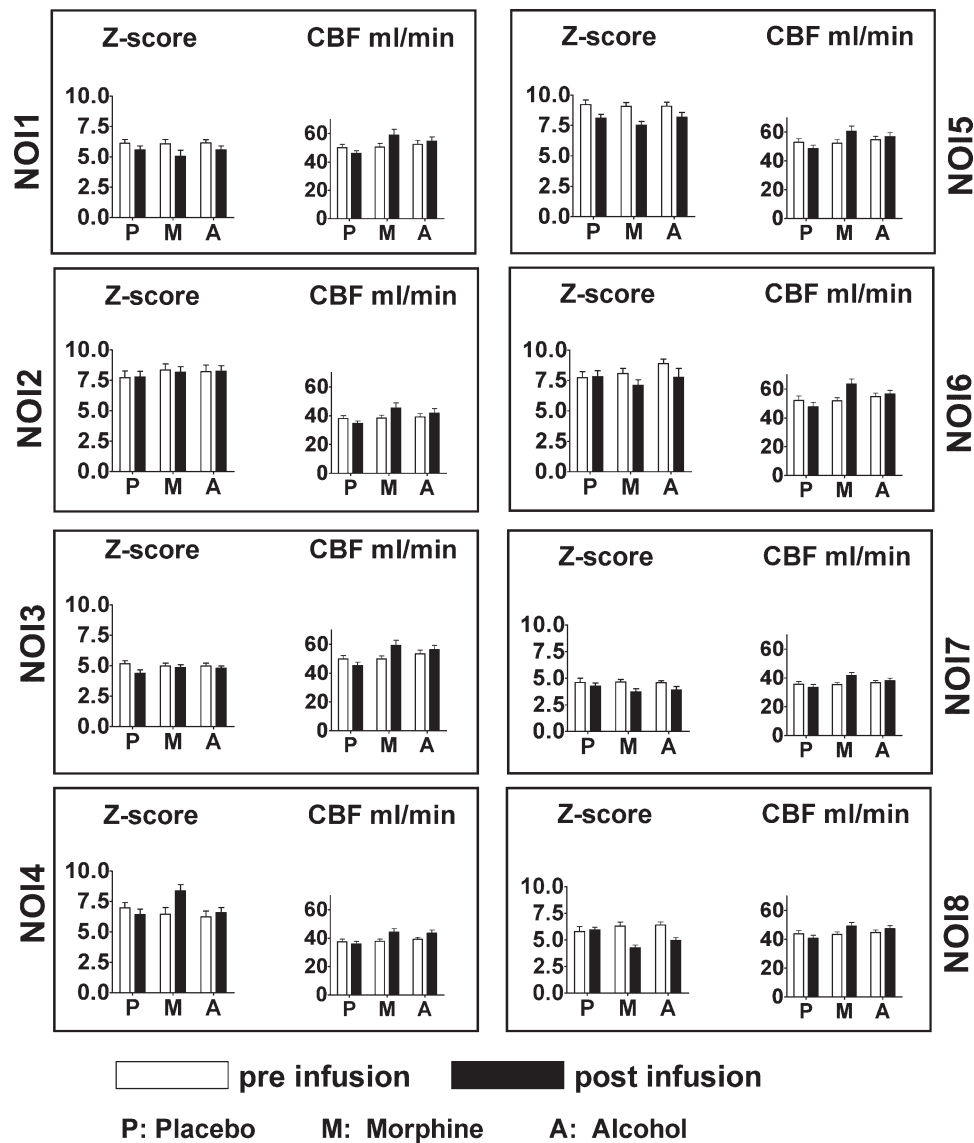 NOI1
Z-score
CBF ml/min
10.0
7.5
5.0
2.5
0.0
P M A
60
40
20
0
P M A
NOI5
Z-score
CBF ml/min
10.0
7.5
5.0
2.5
0.0
P M A
60
40
20
0
P M A
NOI2
Z-score
CBF ml/min
10.0
7.5
5.0
2.5
0.0
P M A
60
40
20
0
P M A
NOI6
Z-score
CBF ml/min
10.0
7.5
5.0
2.5
0.0
P M A
60
40
20
0
P M A
NOI3
Z-score
CBF ml/min
10.0
7.5
5.0
2.5
0.0
P M A
60
40
20
0
P M A
NOI7
Z-score
CBF ml/min
10.0
7.5
5.0
2.5
0.0
P M A
60
40
20
0
P M A
NOI4
Z-score
CBF ml/min
10.0
7.5
5.0
2.5
0.0
P M A
60
40
20
0
P M A
NOI8
Z-score
CBF ml/min
10.0
7.5
5.0
2.5
0.0
P M A
60
40
20
0
P M A
pre infusion post infusion
P: Placebo M: Morphine A: Alcohol